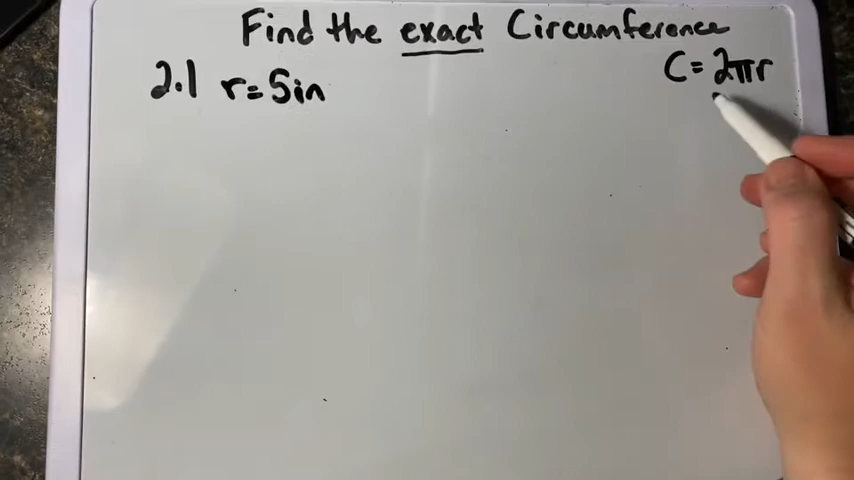 Find the exact Circumference
2.1 r=5in
C=2πr